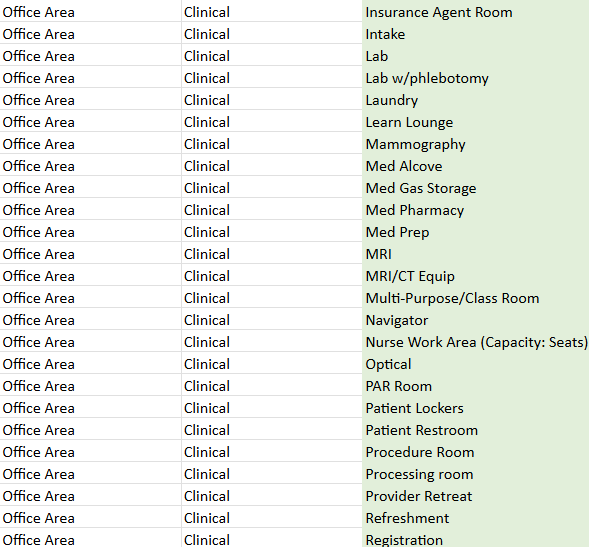 Office Area Clinical Insurance Agent Room
Office Area Clinical Intake
Office Area Clinical Lab
Office Area Clinical Lab w/phlebotomy
Office Area Clinical Laundry
Office Area Clinical Learn Lounge
Office Area Clinical Mammography
Office Area Clinical Med Alcove
Office Area Clinical Med Gas Storage
Office Area Clinical Med Pharmacy
Office Area Clinical Med Prep
Office Area Clinical MRI
Office Area Clinical MRI/CT Equip
Office Area Clinical Multi-Purpose/Class Room
Office Area Clinical Navigator
Office Area Clinical Nurse Work Area (Capacity: Seats)
Office Area Clinical Optical
Office Area Clinical PAR Room
Office Area Clinical Patient Lockers
Office Area Clinical Patient Restroom
Office Area Clinical Procedure Room
Office Area Clinical Processing room
Office Area Clinical Provider Retreat
Office Area Clinical Refreshment
Office Area Clinical Registration